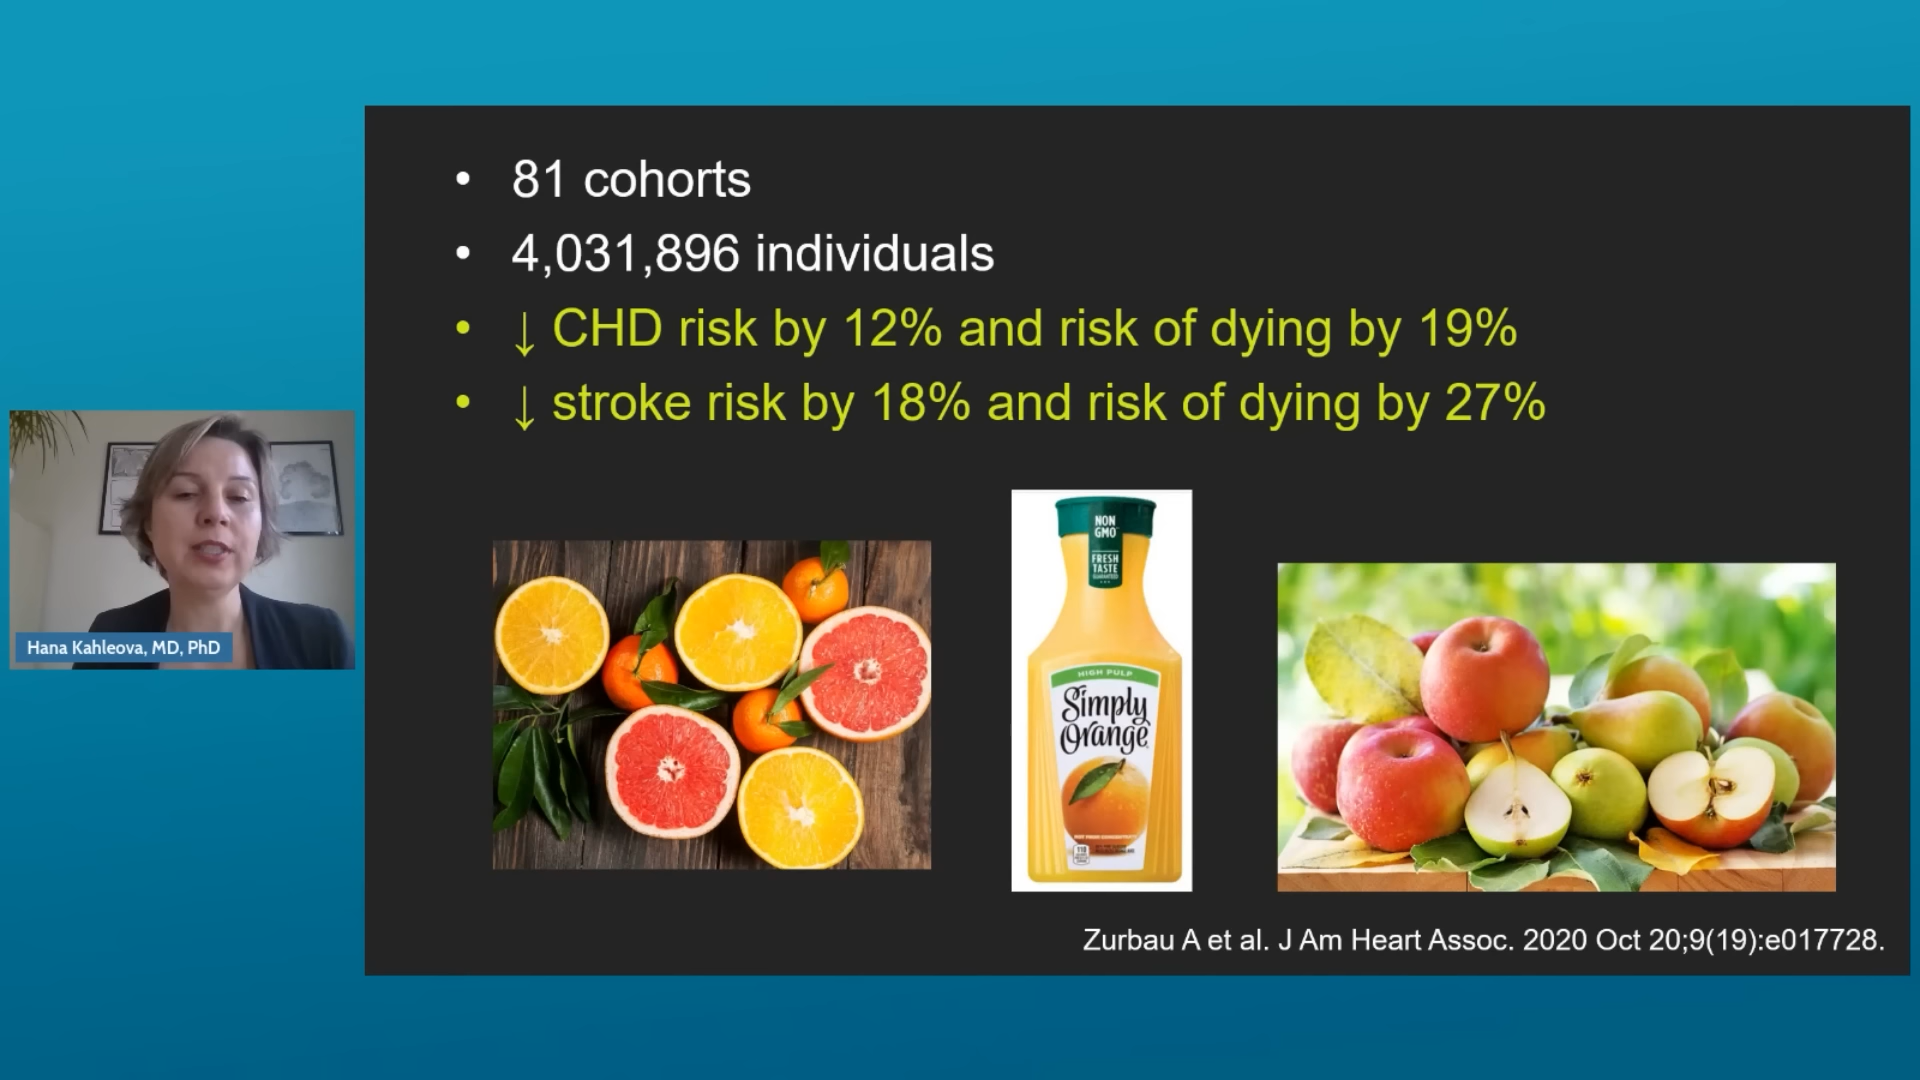 • 81 cohorts
• 4,031,896 individuals
• ↓ CHD risk by 12% and risk of dying by 19%
• ↓ stroke risk by 18% and risk of dying by 27%
Hana Kahleova, MD, PhD
NON
GMO
FRESH
TASTE
GUARANTEED
HIGH PULP
Simply
Orange
Zurbau A et al. J Am Heart Assoc. 2020 Oct 20;9(19):e017728.